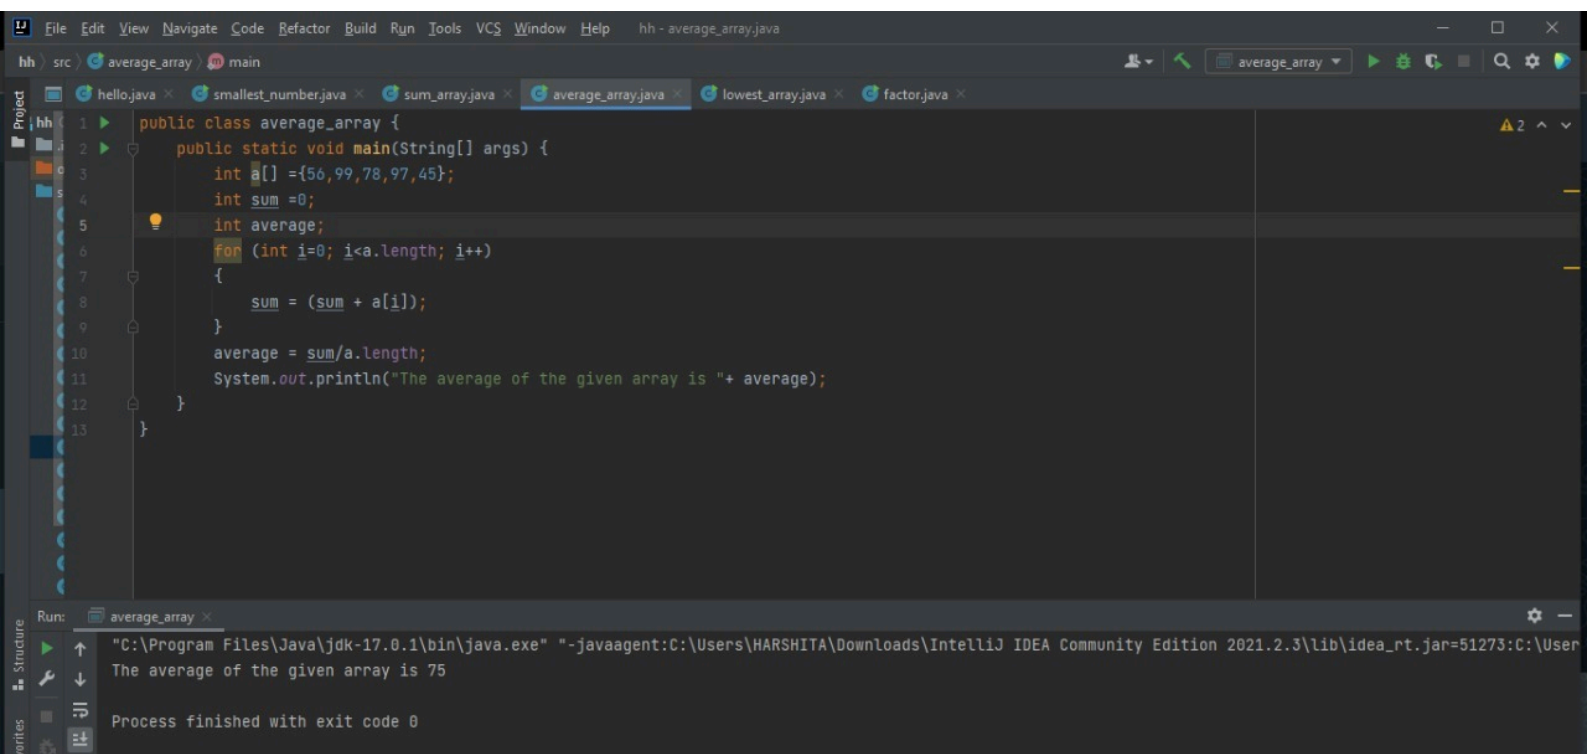 File Edit View Navigate Code Refactor Build Run Tools VCS Window Help hh - average_array.java
hh src average_array main average_array
hello.java smallest_number.java sum_array.java average_array.java lowest_array.java factor.java
Project
hh
1 public class average_array {
2 public static void main(String[] args) {
3 int a[] ={56,99,78,97,45};
4 int sum =0;
5 int average;
6 for (int i=0; i<a.length; i++)
7 {
8 sum = (sum + a[i]);
9 }
10 average = sum/a.length;
11 System.out.println("The average of the given array is "+ average);
12 }
13 }
2
Run: average_array
Structure
"C:\Program Files\Java\jdk-17.0.1\bin\java.exe" "-javaagent:C:\Users\HARSHITA\Downloads\IntelliJ IDEA Community Edition 2021.2.3\lib\idea_rt.jar=51273:C:\User
The average of the given array is 75
Process finished with exit code 0